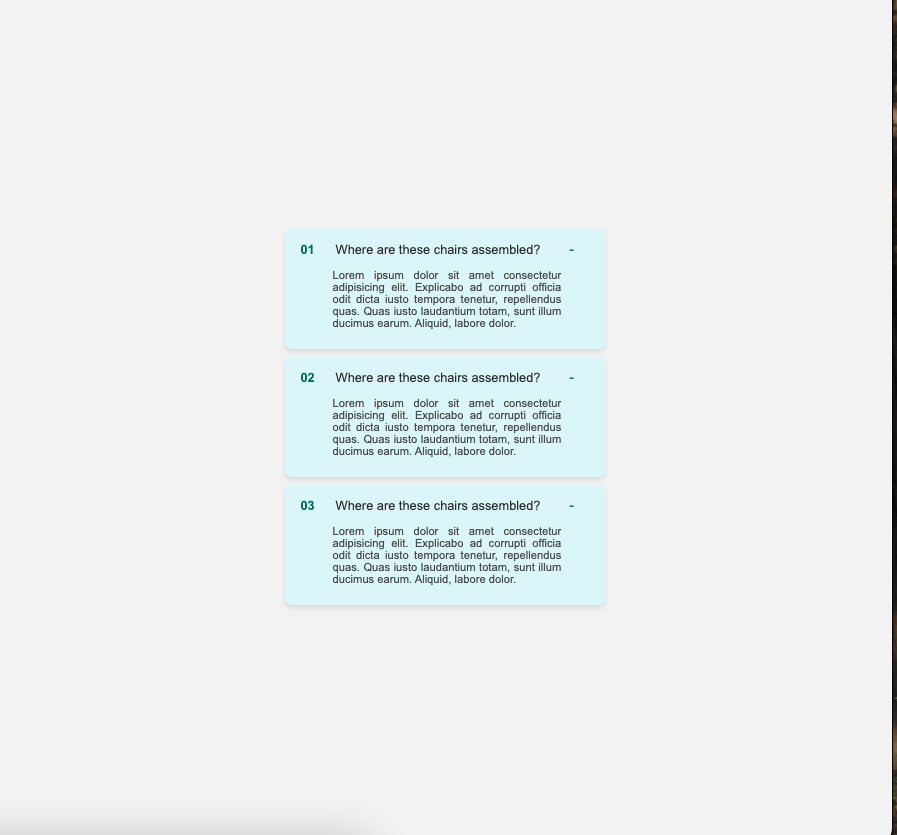 01 Where are these chairs assembled? -
Lorem ipsum dolor sit amet consectetur
adipisicing elit. Explicabo ad corrupti officia
odit dicta iusto tempora tenetur, repellendus
quas. Quas iusto laudantium totam, sunt illum
ducimus earum. Aliquid, labore dolor.
02 Where are these chairs assembled? -
Lorem ipsum dolor sit amet consectetur
adipisicing elit. Explicabo ad corrupti officia
odit dicta iusto tempora tenetur, repellendus
quas. Quas iusto laudantium totam, sunt illum
ducimus earum. Aliquid, labore dolor.
03 Where are these chairs assembled? -
Lorem ipsum dolor sit amet consectetur
adipisicing elit. Explicabo ad corrupti officia
odit dicta iusto tempora tenetur, repellendus
quas. Quas iusto laudantium totam, sunt illum
ducimus earum. Aliquid, labore dolor.